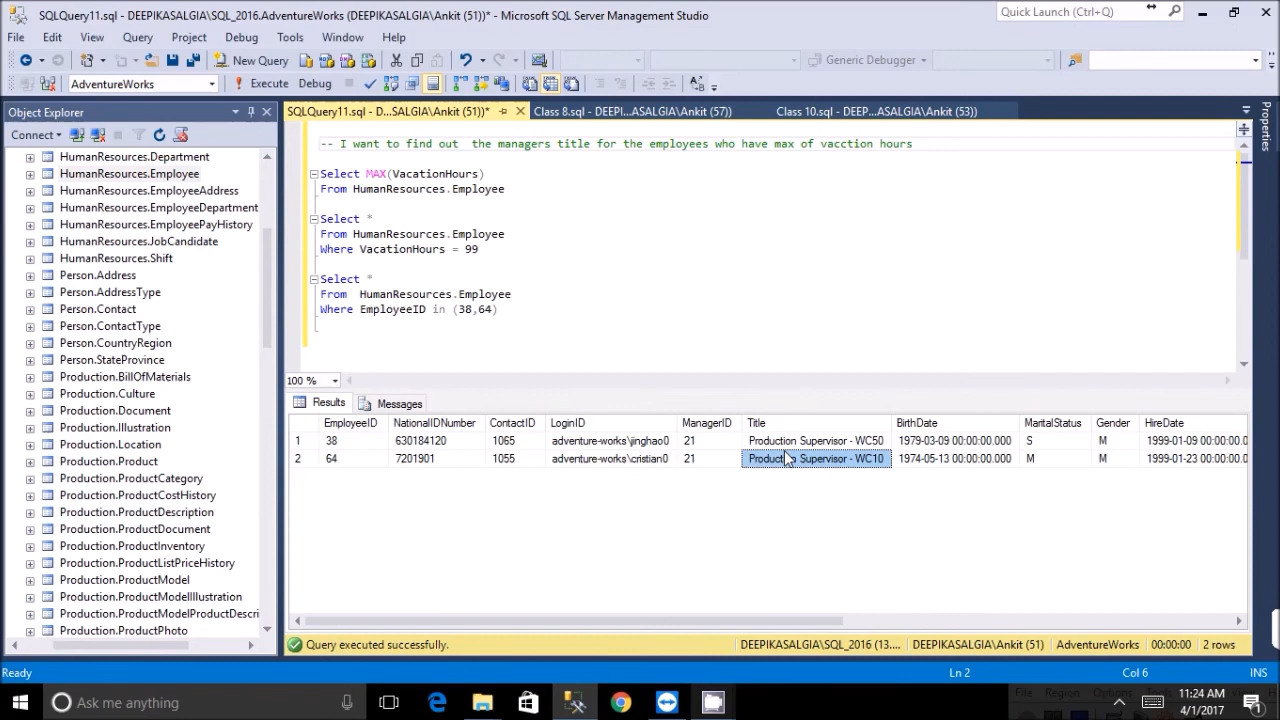 SQLQuery11.sql - DEEPIKASALGIA\SQL_2016.AdventureWorks (DEEPIKASALGIA\Ankit (51))* - Microsoft SQL Server Management Studio
Quick Launch (Ctrl+Q)
File Edit View Query Project Debug Tools Window Help
New Query
Generic Debugger
AdventureWorks
Execute Debug
Object Explorer
SQLQuery11.sql - D...SALGIA\Ankit (51))*
Class 8.sql - DEEPI...ASALGIA\Ankit (57))
Class 10.sql - DEEP...ASALGIA\Ankit (53))
Properties
Connect
HumanResources.Department
HumanResources.Employee
HumanResources.EmployeeAddress
HumanResources.EmployeeDepartment
HumanResources.EmployeePayHistory
HumanResources.JobCandidate
HumanResources.Shift
Person.Address
Person.AddressType
Person.Contact
Person.ContactType
Person.CountryRegion
Person.StateProvince
Production.BillOfMaterials
Production.Culture
Production.Document
Production.Illustration
Production.Location
Production.Product
Production.ProductCategory
Production.ProductCostHistory
Production.ProductDescription
Production.ProductDocument
Production.ProductInventory
Production.ProductListPriceHistory
Production.ProductModel
Production.ProductModelIllustration
Production.ProductModelProductDescri
Production.ProductPhoto
-- I want to find out  the managers title for the employees who have max of vacction hours
Select MAX(VacationHours)
From HumanResources.Employee
Select *
From HumanResources.Employee
Where VacationHours = 99
Select *
From  HumanResources.Employee
Where EmployeeID in (38,64)
100 %
Results Messages
EmployeeID NationalIDNumber ContactID LoginID ManagerID Title BirthDate MaritalStatus Gender HireDate
1 38 630184120 1065 adventure-works\jinghao0 21 Production Supervisor - WC50 1979-03-09 00:00:00.000 S M 1999-01-09 00:00:00.0
2 64 7201901 1055 adventure-works\cristian0 21 Production Supervisor - WC10 1974-05-13 00:00:00.000 M M 1999-01-23 00:00:00.0
Query executed successfully.
DEEPIKASALGIA\SQL_2016 (13.... DEEPIKASALGIA\Ankit (51) AdventureWorks 00:00:00 2 rows
Ready
Ln 2 Col 6 INS
Ask me anything
File Region Options
11:24 AM
4/1/2017